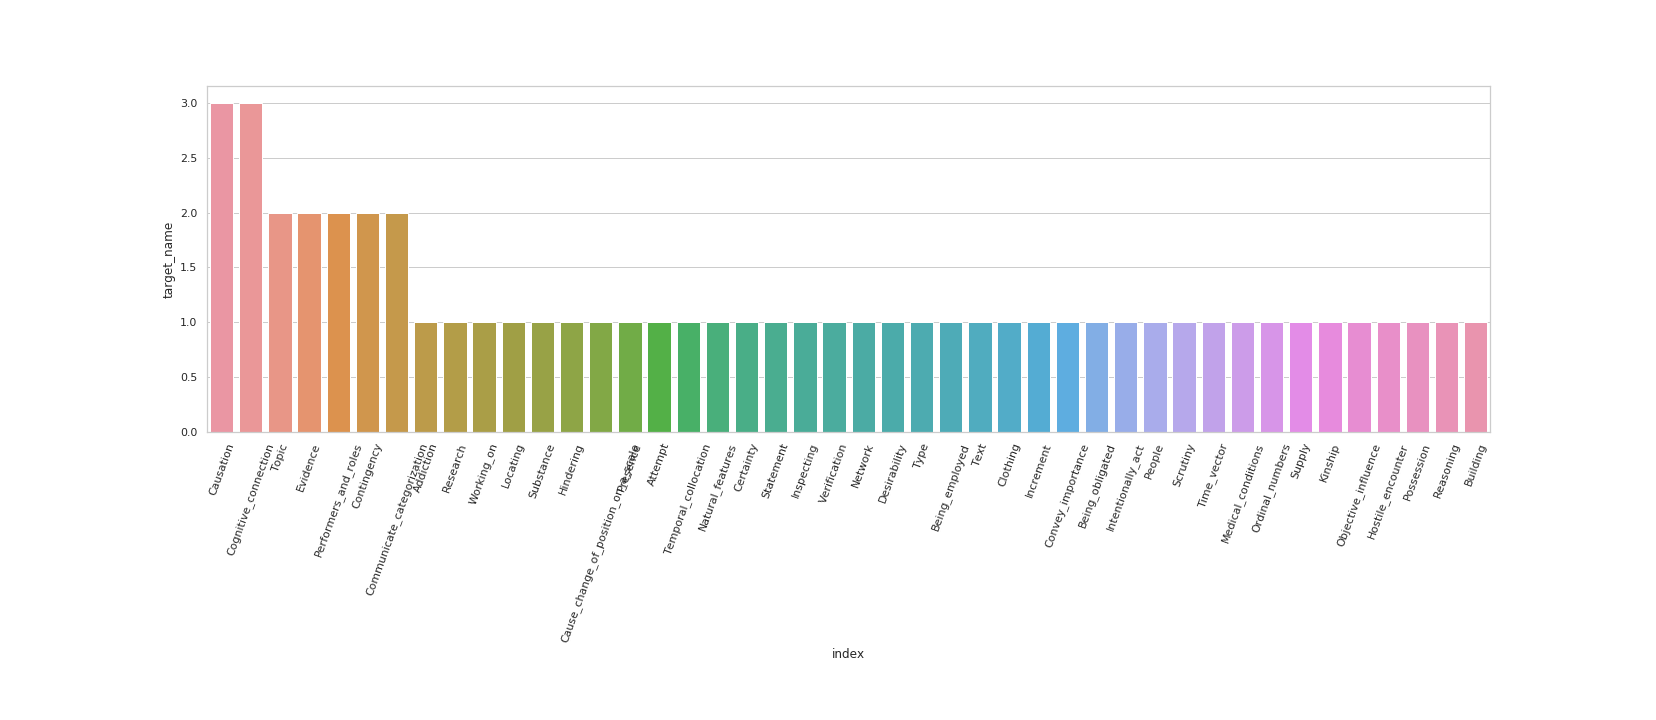 3.0
2.5
2.0
1.5
1.0
0.5
0.0
target_name
Causation
Cognitive_connection
Topic
Evidence
Performers_and_roles
Contingency
Communicate_categorization
Addiction
Research
Working_on
Locating
Substance
Hindering
Cause_change_of_position_on_a_scale
Presence
Attempt
Temporal_collocation
Natural_features
Certainty
Statement
Inspecting
Verification
Network
Desirability
Type
Being_employed
Text
Clothing
Increment
Convey_importance
Being_obligated
Intentionally_act
People
Scrutiny
Time_vector
Medical_conditions
Ordinal_numbers
Supply
Kinship
Objective_influence
Hostile_encounter
Possession
Reasoning
Building
index